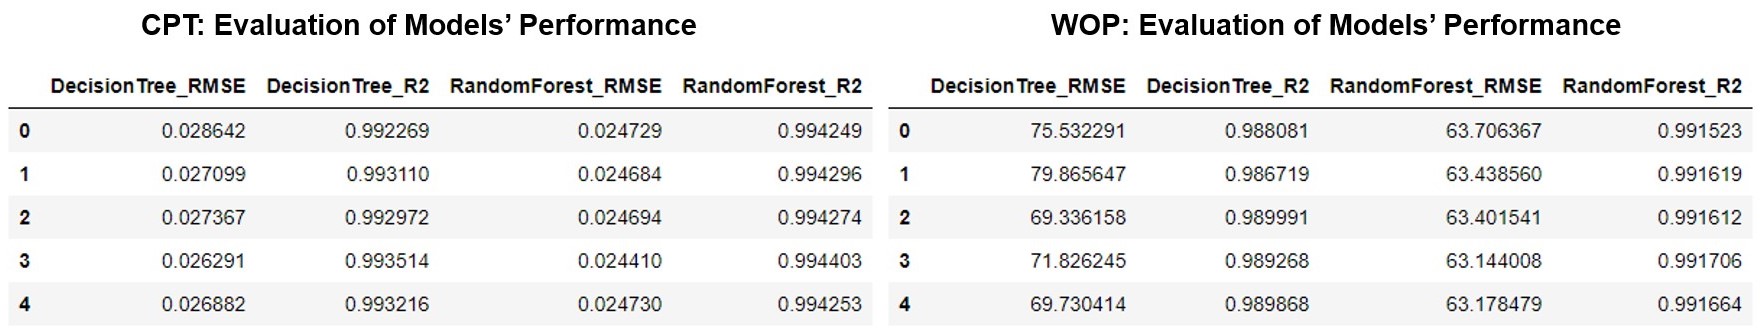 CPT: Evaluation of Models’ Performance
DecisionTree_RMSE DecisionTree_R2 RandomForest_RMSE RandomForest_R2
0 0.028642 0.992269 0.024729 0.994249
1 0.027099 0.993110 0.024684 0.994296
2 0.027367 0.992972 0.024694 0.994274
3 0.026291 0.993514 0.024410 0.994403
4 0.026882 0.993216 0.024730 0.994253
WOP: Evaluation of Models’ Performance
DecisionTree_RMSE DecisionTree_R2 RandomForest_RMSE RandomForest_R2
0 75.532291 0.988081 63.706367 0.991523
1 79.865647 0.986719 63.438560 0.991619
2 69.336158 0.989991 63.401541 0.991612
3 71.826245 0.989268 63.144008 0.991706
4 69.730414 0.989868 63.178479 0.991664